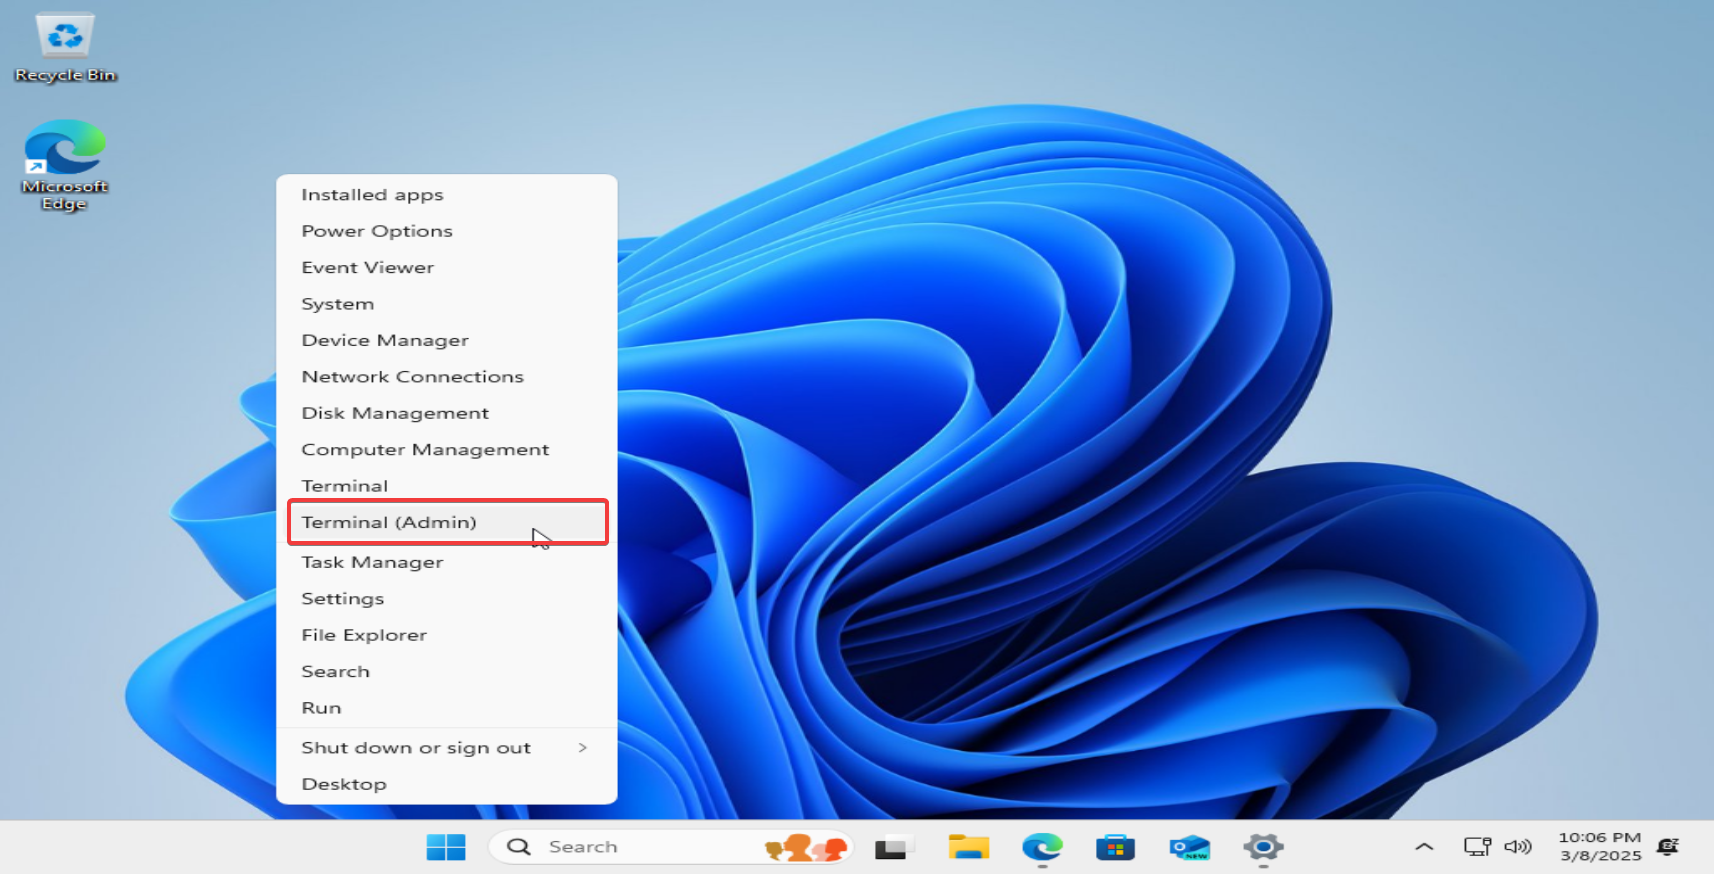 Recycle Bin
Microsoft
Edge
Installed apps
Power Options
Event Viewer
System
Device Manager
Network Connections
Disk Management
Computer Management
Terminal
Terminal (Admin)
Task Manager
Settings
File Explorer
Search
Run
Shut down or sign out
Desktop
Search
NEW
10:06 PM
3/8/2025